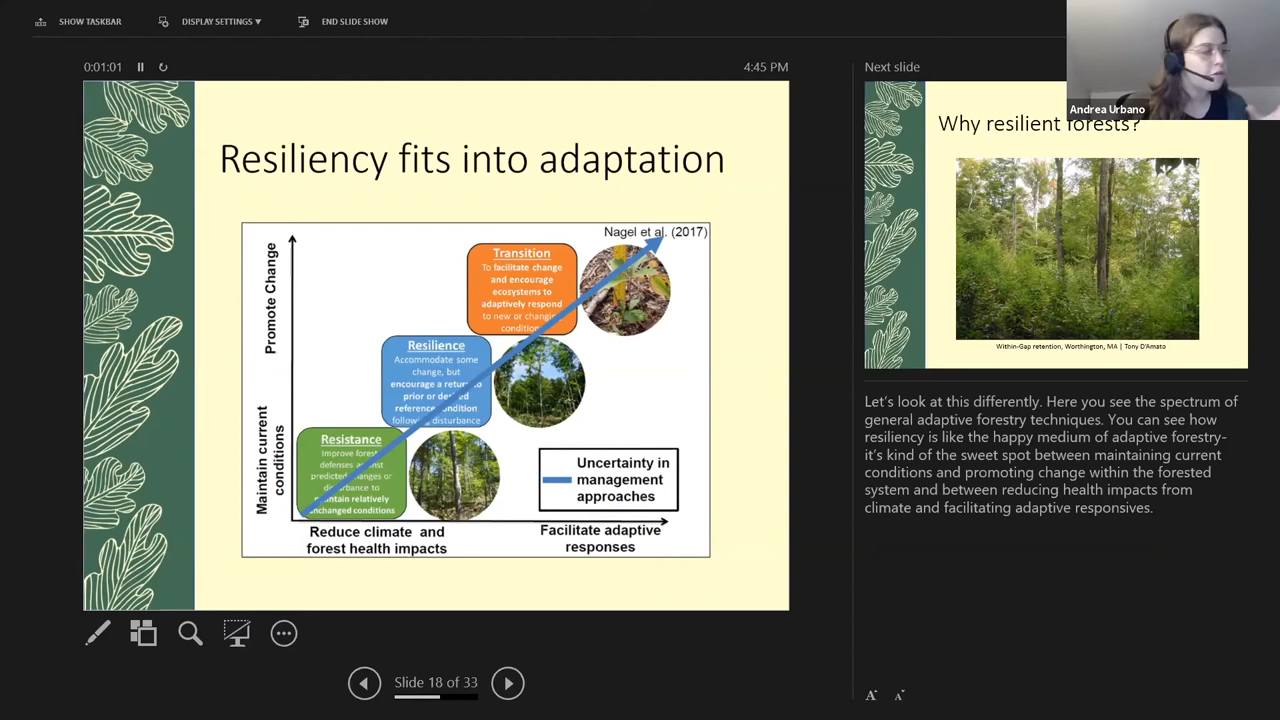 SHOW TASKBAR
DISPLAY SETTINGS ▼
END SLIDE SHOW
0:01:01
4:45 PM
Resiliency fits into adaptation
Nagel et al. (2017)
Promote Change
Maintain current
conditions
Transition
To facilitate change
and encourage
ecosystems to
adaptively respond
to new or changing
conditions
Resilience
Accommodate some
change, but
encourage a return to
prior or desired
reference condition
following disturbance
Resistance
Improve forest
defenses against
predicted changes or
disturbance to
maintain relatively
unchanged conditions
Uncertainty in
management
approaches
Reduce climate and
forest health impacts
Facilitate adaptive
responses
Slide 18 of 33
Next slide
Andrea Urbano
Why resilient forests?
Within-Gap retention, Worthington, MA | Tony D'Amato
Let's look at this differently. Here you see the spectrum of
general adaptive forestry techniques. You can see how
resiliency is like the happy medium of adaptive forestry-
it's kind of the sweet spot between maintaining current
conditions and promoting change within the forested
system and between reducing health impacts from
climate and facilitating adaptive responsives.
A A